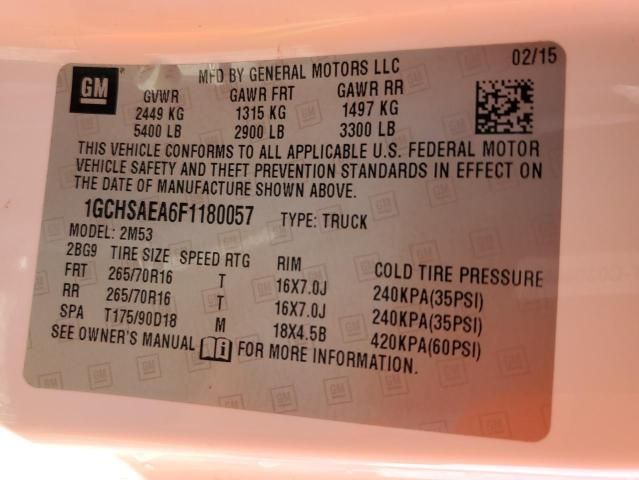 GM
MFD BY GENERAL MOTORS LLC 02/15
GVWR GAWR FRT GAWR RR
2449 KG 1315 KG 1497 KG
5400 LB 2900 LB 3300 LB
THIS VEHICLE CONFORMS TO ALL APPLICABLE U.S. FEDERAL MOTOR
VEHICLE SAFETY AND THEFT PREVENTION STANDARDS IN EFFECT ON
THE DATE OF MANUFACTURE SHOWN ABOVE.
1GCHSAEA6F1180057 TYPE: TRUCK
MODEL: 2M53
2BG9 TIRE SIZE SPEED RTG RIM COLD TIRE PRESSURE
FRT 265/70R16 T 16X7.0J 240KPA(35PSI)
RR 265/70R16 T 16X7.0J 240KPA(35PSI)
SPA T175/90D18 M 18X4.5B 420KPA(60PSI)
SEE OWNER'S MANUAL i FOR MORE INFORMATION.